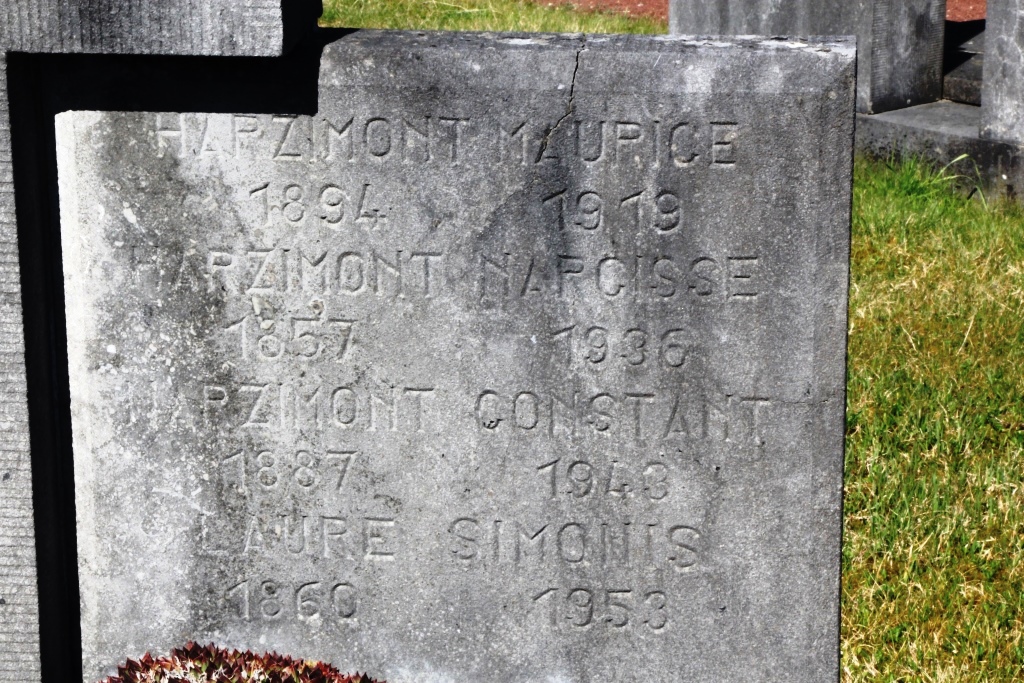 HARZIMONT MAURICE
1894 1919
HARZIMONT NARCISSE
1857 1936
HARZIMONT CONSTANT
1887 1943
LAURE SIMONIS
1860 1953